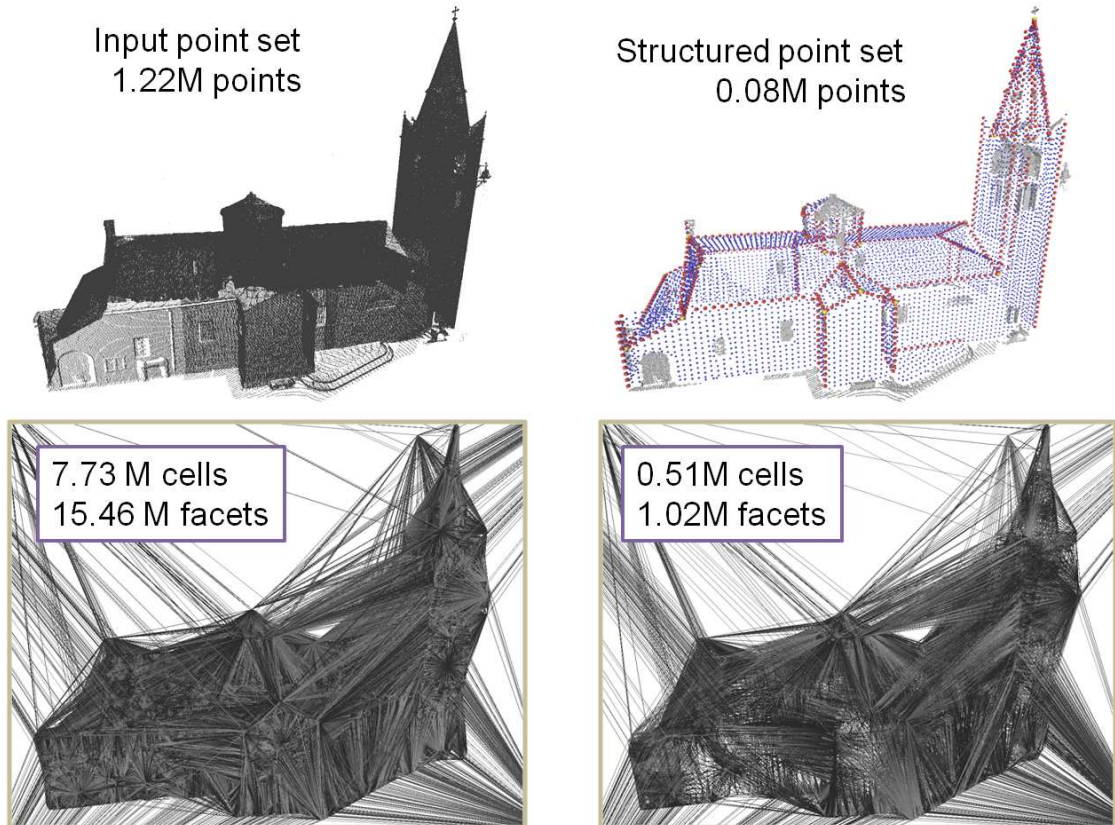 Input point set
1.22M points
Structured point set
0.08M points
7.73 M cells
15.46 M facets
0.51M cells
1.02M facets